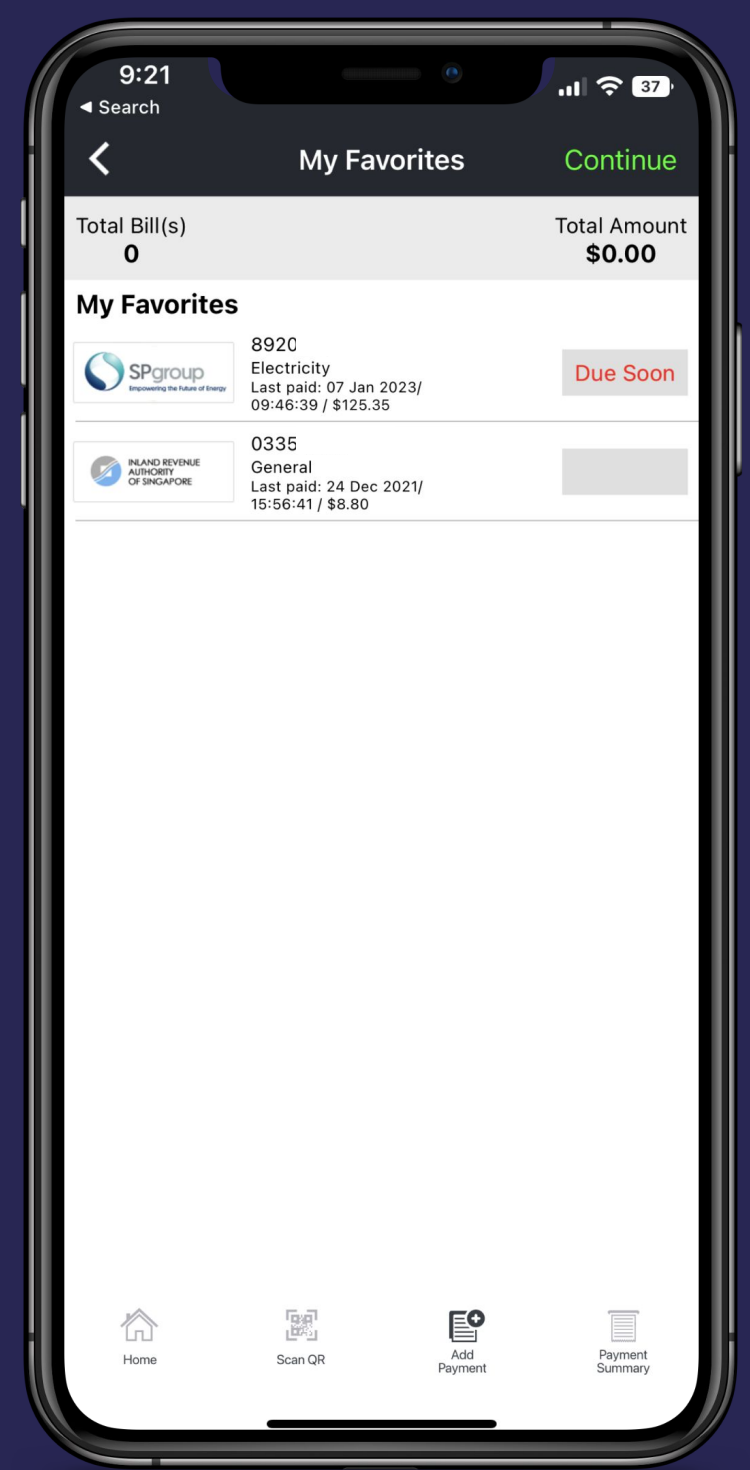 9:21
37
◀ Search
My Favorites
Continue
Total Bill(s)
Total Amount
0
$0.00
My Favorites
SPgroup
Empowering the Future of Energy
8920
Electricity
Last paid: 07 Jan 2023/
09:46:39 / $125.35
Due Soon
INLAND REVENUE
AUTHORITY
OF SINGAPORE
0335
General
Last paid: 24 Dec 2021/
15:56:41 / $8.80
Home
Scan QR
Add
Payment
Payment
Summary